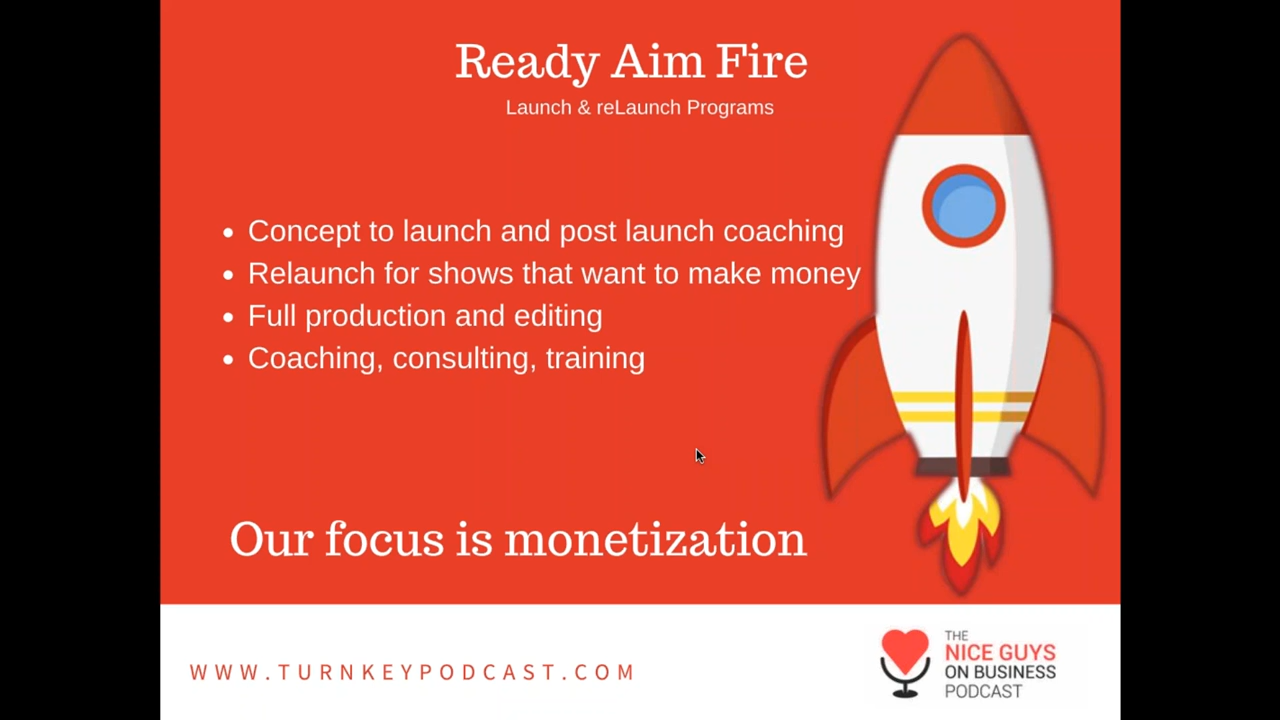 Ready Aim Fire
Launch & reLaunch Programs
• Concept to launch and post launch coaching
• Relaunch for shows that want to make money
• Full production and editing
• Coaching, consulting, training
Our focus is monetization
WWW.TURNKEYPODCAST.COM
THE
NICE GUYS
ON BUSINESS
PODCAST